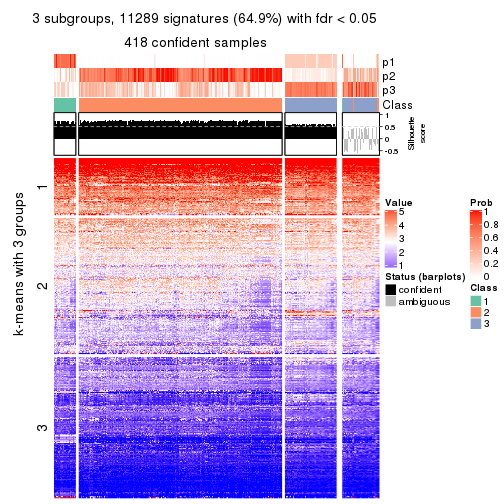 3 subgroups, 11289 signatures (64.9%) with fdr < 0.05
418 confident samples
p1
p2
p3
Class
1
0.5
0
-0.5
Silhouette
score
k-means with 3 groups
1
2
3
Value
5
4
3
2
1
Status (barplots)
confident
ambiguous
Prob
1
0.8
0.6
0.4
0.2
0
Class
1
2
3